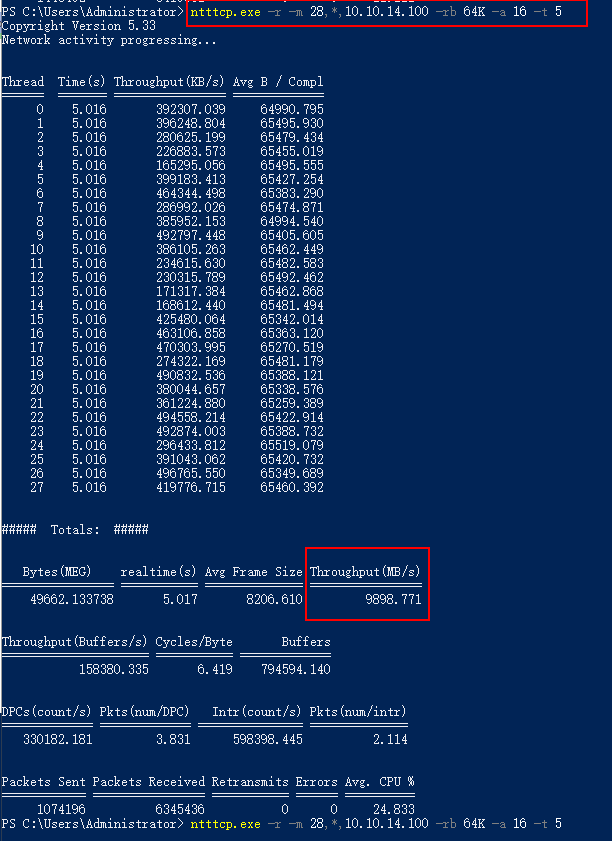 PS C:\Users\Administrator> ntttcp.exe -r -m 28,*,10.10.14.100 -rb 64K -a 16 -t 5
Copyright Version 5.33
Network activity progressing...
Thread Time(s) Throughput(KB/s) Avg B / Compl
0 5.016 392307.039 64990.795
1 5.016 396248.804 65495.930
2 5.016 280625.199 65479.434
3 5.016 226883.573 65455.019
4 5.016 165295.056 65495.555
5 5.016 399183.413 65427.254
6 5.016 464344.498 65383.290
7 5.016 286992.026 65474.871
8 5.016 385952.153 64994.540
9 5.016 492797.448 65405.605
10 5.016 386105.263 65462.449
11 5.016 234615.630 65482.583
12 5.016 230315.789 65492.462
13 5.016 171317.384 65462.868
14 5.016 168612.440 65481.494
15 5.016 425480.064 65342.014
16 5.016 463106.858 65363.120
17 5.016 470303.995 65270.519
18 5.016 274322.169 65481.179
19 5.016 490832.536 65388.121
20 5.016 380044.657 65338.576
21 5.016 361224.880 65259.389
22 5.016 494558.214 65422.914
23 5.016 492874.003 65388.732
24 5.016 296433.812 65519.079
25 5.016 391043.062 65420.732
26 5.016 496765.550 65349.689
27 5.016 419776.715 65460.392
##### Totals: #####
Bytes(MEG) realtime(s) Avg Frame Size Throughput(MB/s)
49662.133738 5.017 8206.610 9898.771
Throughput(Buffers/s) Cycles/Byte Buffers
158380.335 6.419 794594.140
DPCs(count/s) Pkts(num/DPC) Intr(count/s) Pkts(num/intr)
330182.181 3.831 598398.445 2.114
Packets Sent Packets Received Retransmits Errors Avg. CPU %
1074196 6345436 0 0 24.833
PS C:\Users\Administrator> ntttcp.exe -r -m 28,*,10.10.14.100 -rb 64K -a 16 -t 5